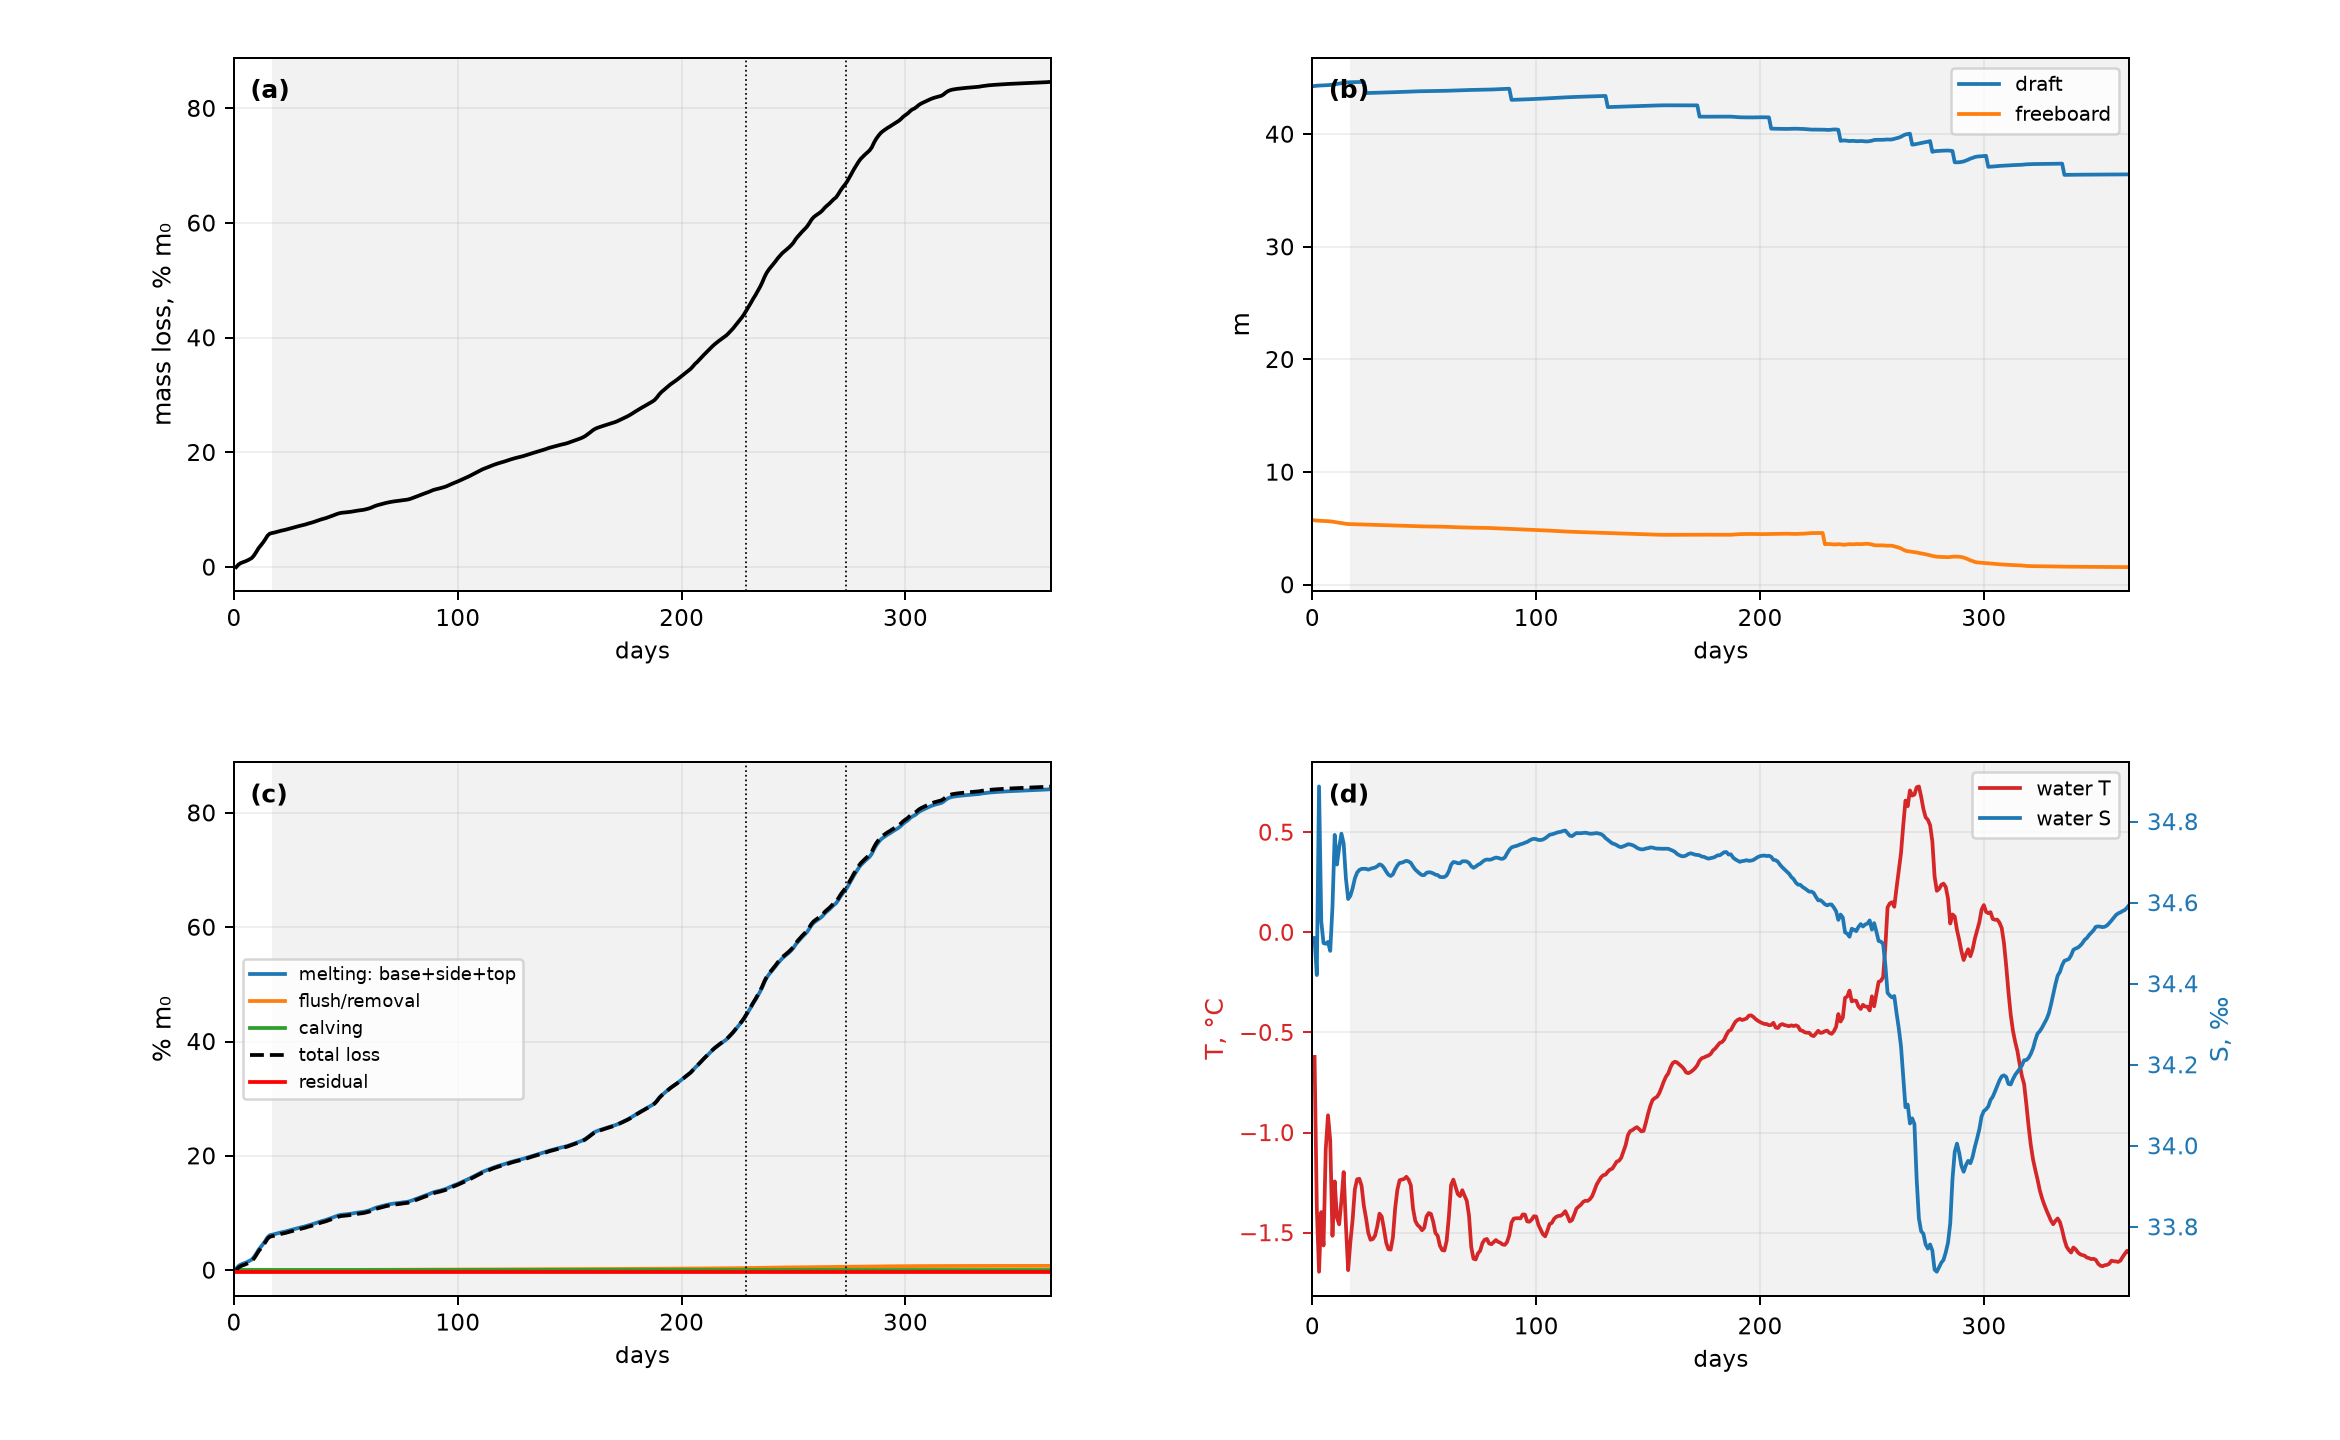 (a)
mass loss, % m₀
80
60
40
20
0
0 100 200 300
days
(b)
draft
freeboard
m
40
30
20
10
0
0 100 200 300
days
(c)
% m₀
80
60
40
20
0
melting: base+side+top
flush/removal
calving
total loss
residual
0 100 200 300
days
(d)
water T
water S
T, °C
0.5
0.0
−0.5
−1.0
−1.5
34.8
34.6
34.4
34.2
34.0
33.8
S, ‰
0 100 200 300
days